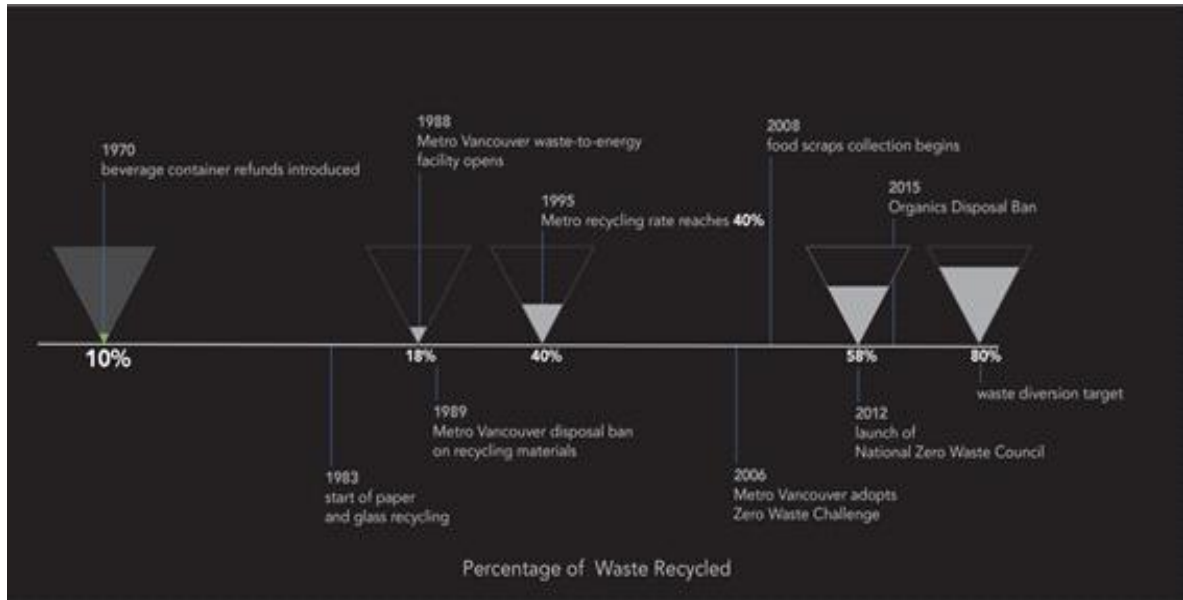 1970
beverage container refunds introduced
1988
Metro Vancouver waste-to-energy
facility opens
1995
Metro recycling rate reaches 40%
2008
food scraps collection begins
2015
Organics Disposal Ban
10%
18%
40%
58%
80%
1983
start of paper
and glass recycling
1989
Metro Vancouver disposal ban
on recycling materials
2006
Metro Vancouver adopts
Zero Waste Challenge
2012
launch of
National Zero Waste Council
waste diversion target
Percentage of Waste Recycled